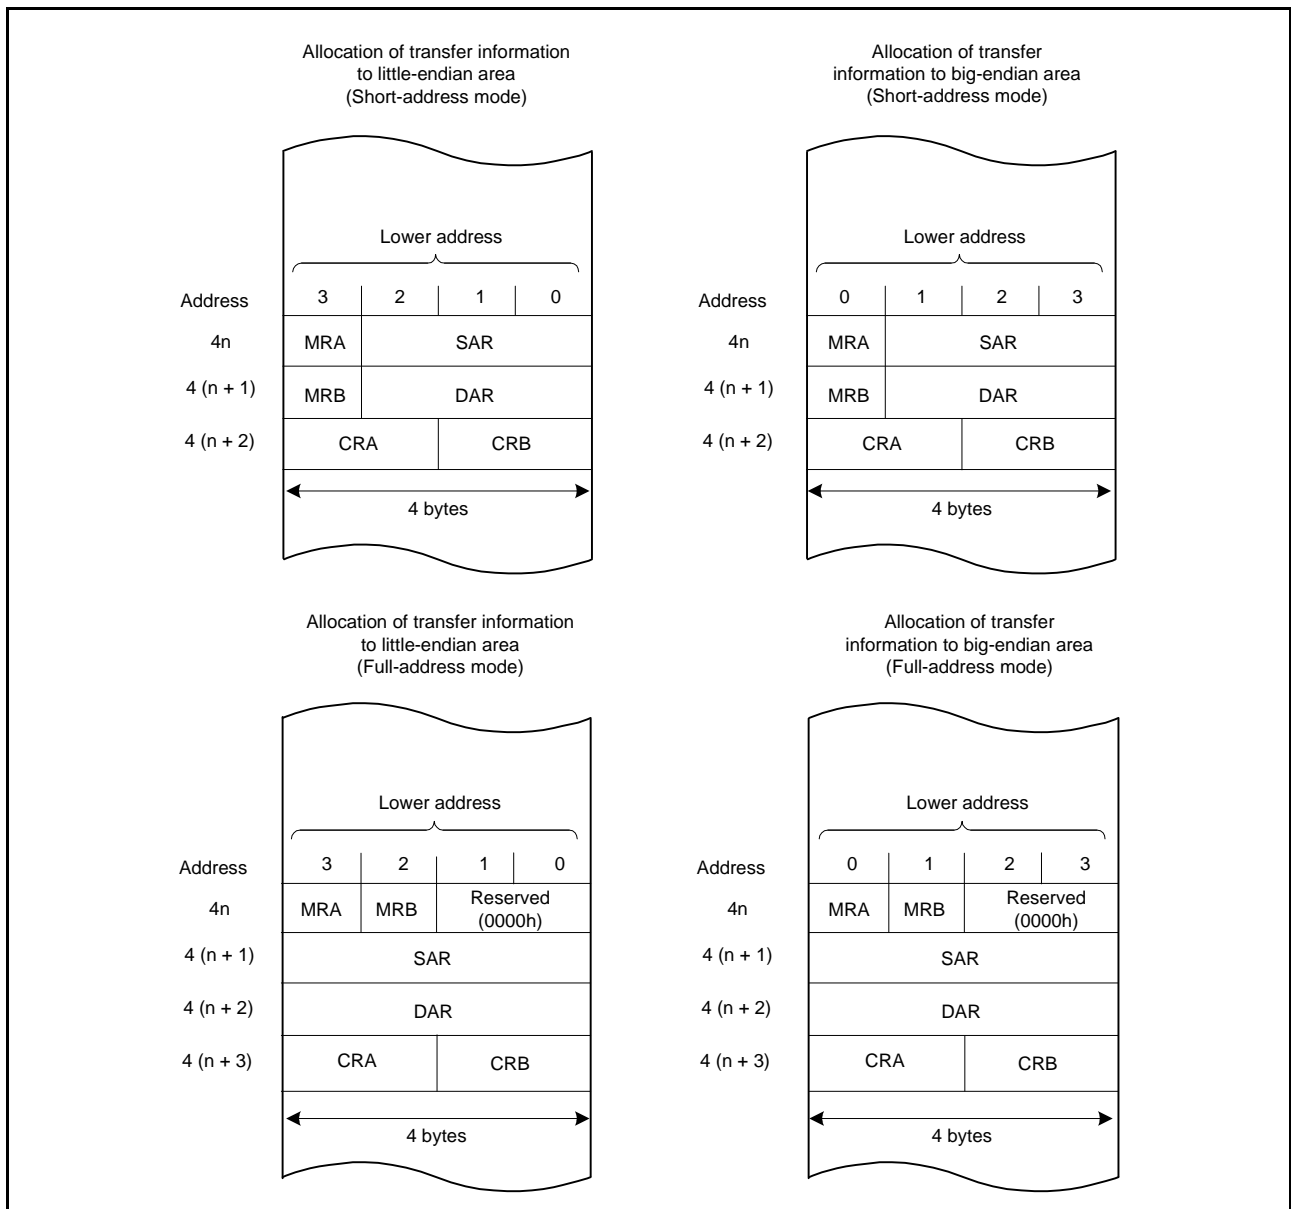 Allocation of transfer information
to little-endian area
(Short-address mode)
Lower address
Address 3 2 1 0
4n MRA SAR
4 (n + 1) MRB DAR
4 (n + 2) CRA CRB
4 bytes
Allocation of transfer
information to big-endian area
(Short-address mode)
Lower address
Address 0 1 2 3
4n MRA SAR
4 (n + 1) MRB DAR
4 (n + 2) CRA CRB
4 bytes
Allocation of transfer information
to little-endian area
(Full-address mode)
Lower address
Address 3 2 1 0
4n MRA MRB Reserved
(0000h)
4 (n + 1) SAR
4 (n + 2) DAR
4 (n + 3) CRA CRB
4 bytes
Allocation of transfer
information to big-endian area
(Full-address mode)
Lower address
Address 0 1 2 3
4n MRA MRB Reserved
(0000h)
4 (n + 1) SAR
4 (n + 2) DAR
4 (n + 3) CRA CRB
4 bytes